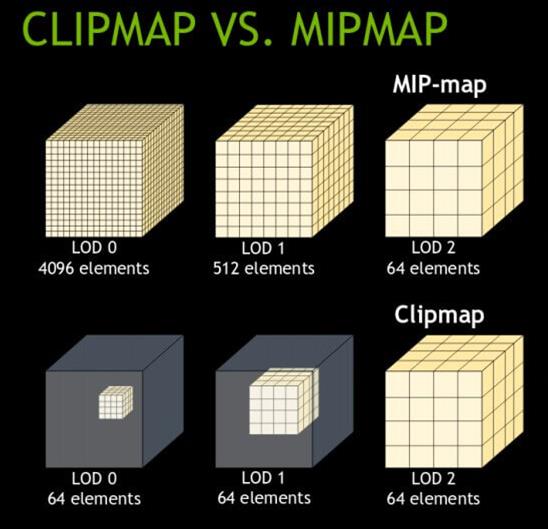 CLIPMAP VS. MIPMAP
MIP-map
LOD 0
4096 elements
LOD 1
512 elements
LOD 2
64 elements
Clipmap
LOD 0
64 elements
LOD 1
64 elements
LOD 2
64 elements